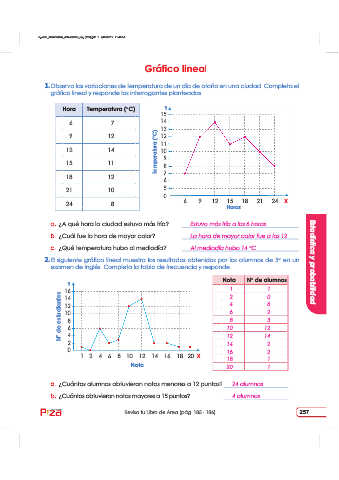 Gráfico lineal
1. Observa las variaciones de temperatura de un día de otoño en una ciudad. Completa el
gráfico lineal y responde las interrogantes planteadas.
Hora Temperatura (°C)
6 7
9 12
12 14
15 11
18 12
21 10
24 8
Temperatura (°C)
Y
15
14
13
12
11
10
9
8
7
6
5
0
6 9 12 15 18 21 24 X
Horas
a. ¿A qué hora la ciudad estuvo más fría? Estuvo más fría a las 6 horas
b. ¿Cuál fue la hora de mayor calor? La hora de mayor calor fue a las 12
c. ¿Qué temperatura hubo al mediodía? Al mediodía hubo 14 °C
2. El siguiente gráfico lineal muestra los resultados obtenidos por los alumnos de 3° en un
examen de inglés. Completa la tabla de frecuencia y responde.
N° de estudiantes
Y
16
14
12
10
8
6
4
2
0
1 2 4 6 8 10 12 14 16 18 20 X
Nota
Nota N° de alumnos
1 1
2 0
4 6
6 2
8 3
10 12
12 14
14 2
16 2
18 1
20 1
a. ¿Cuántos alumnos obtuvieron notas menores a 12 puntos? 24 alumnos
b. ¿Cuántos obtuvieron notas mayores a 15 puntos? 4 alumnos
Estadística y probabilidad
Revisa tu Libro de Área (pág. 185 - 186)
257